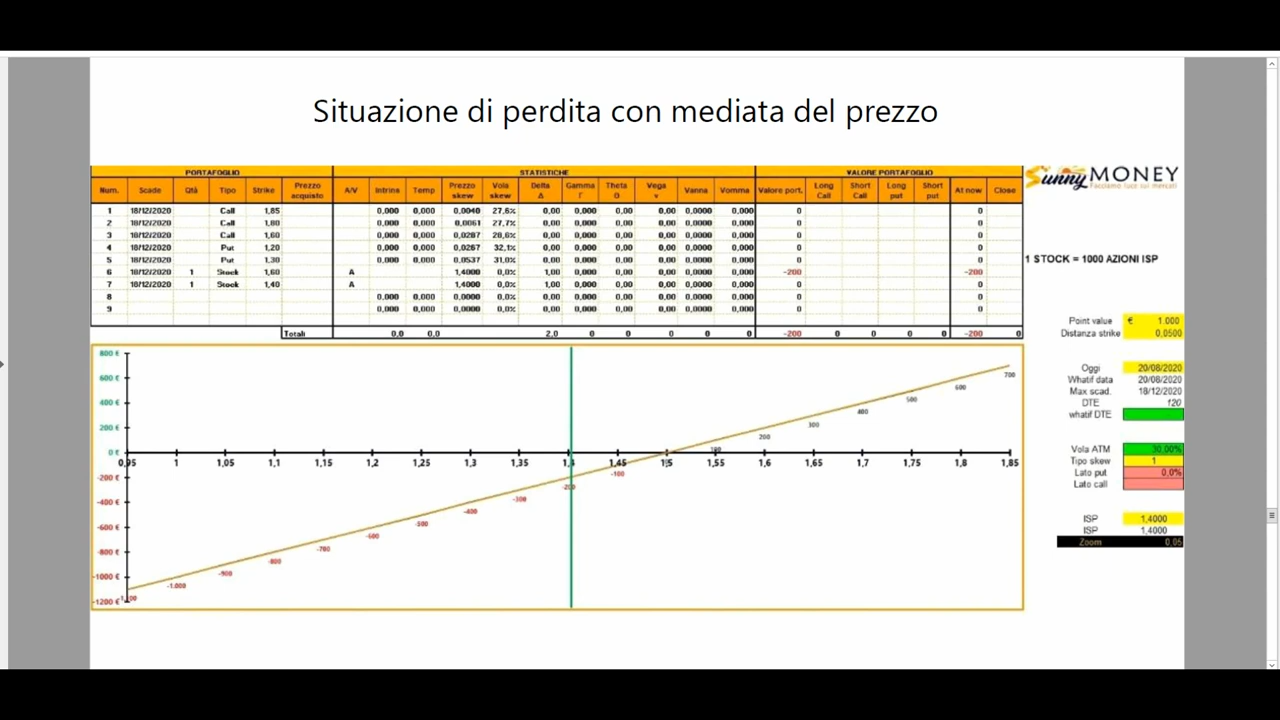 Situazione di perdita con mediata del prezzo
PORTAFOGLIO STATISTICHE VALORE PORTAFOGLIO
Num. Scade Qtà Tipo Strike Prezzo acquisto A/V Intrins Temp Prezzo skew Vola skew Delta Δ Gamma Γ Theta Θ Vega v Vanna Vomma Valore port. Long Call Short Call Long put Short put At now Close
1 18/12/2020 Call 1,85 0,000 0,000 0,0040 27,6% 0,00 0,000 0,00 0,00 0,0000 0,000 0 0
2 18/12/2020 Call 1,80 0,000 0,000 0,0061 27,7% 0,00 0,000 0,00 0,00 0,0000 0,000 0 0
3 18/12/2020 Call 1,60 0,000 0,000 0,0287 28,6% 0,00 0,000 0,00 0,00 0,0000 0,000 0 0
4 18/12/2020 Put 1,20 0,000 0,000 0,0267 32,1% 0,00 0,000 0,00 0,00 0,0000 0,000 0 0
5 18/12/2020 Put 1,30 0,000 0,000 0,0537 31,0% 0,00 0,000 0,00 0,00 0,0000 0,000 0 0
6 18/12/2020 1 Stock 1,60 A 1,4000 0,0% 1,00 0,000 0,00 0,00 0,0000 0,000 -200 -200
7 18/12/2020 1 Stock 1,40 A 1,4000 0,0% 1,00 0,000 0,00 0,00 0,0000 0,000 0 0
8 0,000 0,000 0,0000 0,0% 0,00 0,000 0,00 0,00 0,0000 0,000 0 0
9 0,000 0,000 0,0000 0,0% 0,00 0,000 0,00 0,00 0,0000 0,000 0 0
Totali 0,0 0,0 2,0 0 0 0 0 0 -200 0 0 0 0 -200 0
Sunny MONEY
Facciamo luce sui mercati
1 STOCK = 1000 AZIONI ISP
Point value € 1.000
Distanza strike 0,0500
Oggi 20/08/2020
Whatif data 20/08/2020
Max scad. 18/12/2020
DTE 120
whatif DTE
Vola ATM 30,00%
Tipo skew 1
Lato put 0,0%
Lato call
ISP 1,4000
ISP 1,4000
Zoom 0,05
800 €
600 €
400 €
200 €
0 €
-200 €
-400 €
-600 €
-800 €
-1000 €
-1200 €
0,95 1 1,05 1,1 1,15 1,2 1,25 1,3 1,35 1,4 1,45 1,5 1,55 1,6 1,65 1,7 1,75 1,8 1,85
-1.000 -900 -800 -700 -600 -500 -400 -300 -200 -100 100 200 300 400 500 600 700